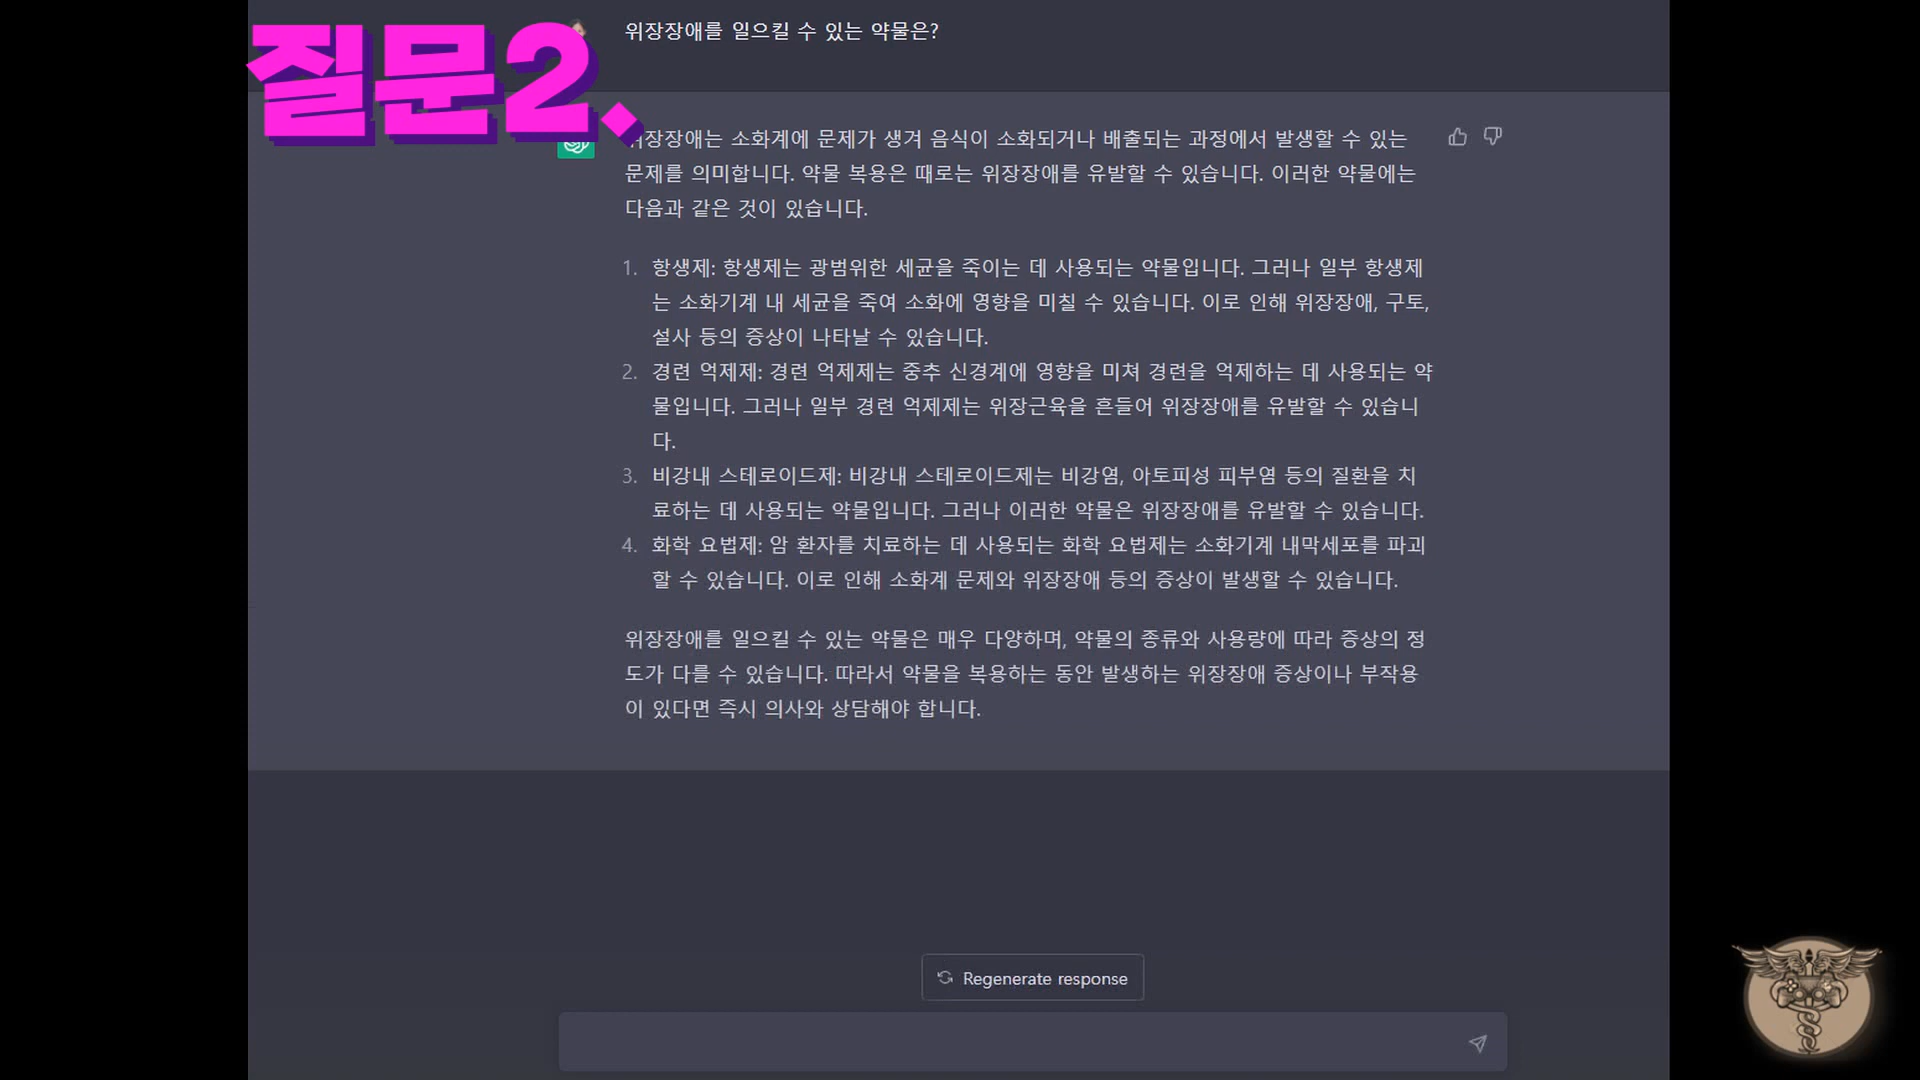 질문2.
위장장애를 일으킬 수 있는 약물은?
위장장애는 소화계에 문제가 생겨 음식이 소화되거나 배출되는 과정에서 발생할 수 있는
문제를 의미합니다. 약물 복용은 때로는 위장장애를 유발할 수 있습니다. 이러한 약물에는
다음과 같은 것이 있습니다.
1. 항생제: 항생제는 광범위한 세균을 죽이는 데 사용되는 약물입니다. 그러나 일부 항생제
는 소화기계 내 세균을 죽여 소화에 영향을 미칠 수 있습니다. 이로 인해 위장장애, 구토,
설사 등의 증상이 나타날 수 있습니다.
2. 경련 억제제: 경련 억제제는 중추 신경계에 영향을 미쳐 경련을 억제하는 데 사용되는 약
물입니다. 그러나 일부 경련 억제제는 위장근육을 흔들어 위장장애를 유발할 수 있습니
다.
3. 비강내 스테로이드제: 비강내 스테로이드제는 비강염, 아토피성 피부염 등의 질환을 치
료하는 데 사용되는 약물입니다. 그러나 이러한 약물은 위장장애를 유발할 수 있습니다.
4. 화학 요법제: 암 환자를 치료하는 데 사용되는 화학 요법제는 소화기계 내막세포를 파괴
할 수 있습니다. 이로 인해 소화계 문제와 위장장애 등의 증상이 발생할 수 있습니다.
위장장애를 일으킬 수 있는 약물은 매우 다양하며, 약물의 종류와 사용량에 따라 증상의 정
도가 다를 수 있습니다. 따라서 약물을 복용하는 동안 발생하는 위장장애 증상이나 부작용
이 있다면 즉시 의사와 상담해야 합니다.
Regenerate response